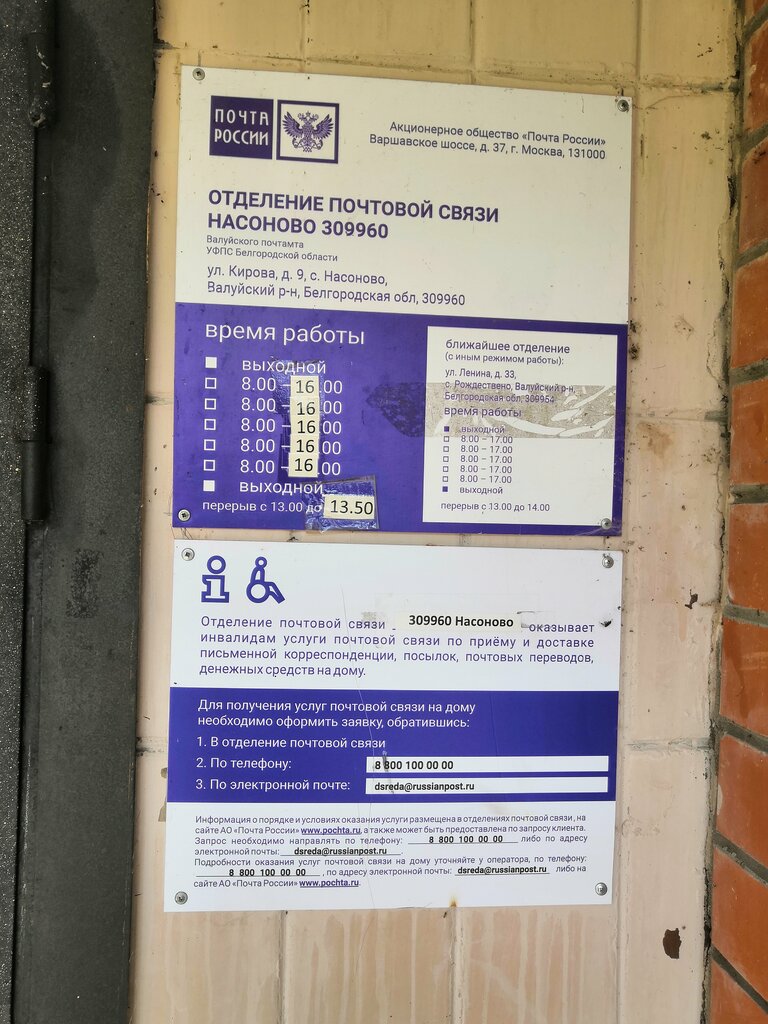 ПОЧТА
РОССИИ
Акционерное общество «Почта России»
Варшавское шоссе, д. 37, г. Москва, 131000
ОТДЕЛЕНИЕ ПОЧТОВОЙ СВЯЗИ
НАСОНОВО 309960
Валуйского почтамта
УФПС Белгородской области
ул. Кирова, д. 9, с. Насоново,
Валуйский р-н, Белгородская обл, 309960
время работы
выходной
8.00 – 16.00
8.00 – 16.00
8.00 – 16.00
8.00 – 16.00
8.00 – 16.00
выходной
перерыв с 13.00 до 13.50
ближайшее отделение
(с иным режимом работы):
ул. Ленина, д. 33,
с. Рождествено, Валуйский р-н,
Белгородская обл, 309954
время работы
выходной
8.00 – 17.00
8.00 – 17.00
8.00 – 17.00
8.00 – 17.00
8.00 – 17.00
выходной
перерыв с 13.00 до 14.00
Отделение почтовой связи 309960 Насоново оказывает
инвалидам услуги почтовой связи по приёму и доставке
письменной корреспонденции, посылок, почтовых переводов,
денежных средств на дому.
Для получения услуг почтовой связи на дому
необходимо оформить заявку, обратившись:
1. В отделение почтовой связи
2. По телефону: 8 800 100 00 00
3. По электронной почте: dsreda@russianpost.ru
Информация о порядке и условиях оказания услуги размещена в отделениях почтовой связи, на
сайте АО «Почта России» www.pochta.ru, а также может быть предоставлена по запросу клиента.
Запрос необходимо направлять по телефону: 8 800 100 00 00 либо по адресу
электронной почты: dsreda@russianpost.ru.
Подробности оказания услуг почтовой связи на дому уточняйте у оператора, по телефону:
8 800 100 00 00, по адресу электронной почты: dsreda@russianpost.ru либо на
сайте АО «Почта России» www.pochta.ru.